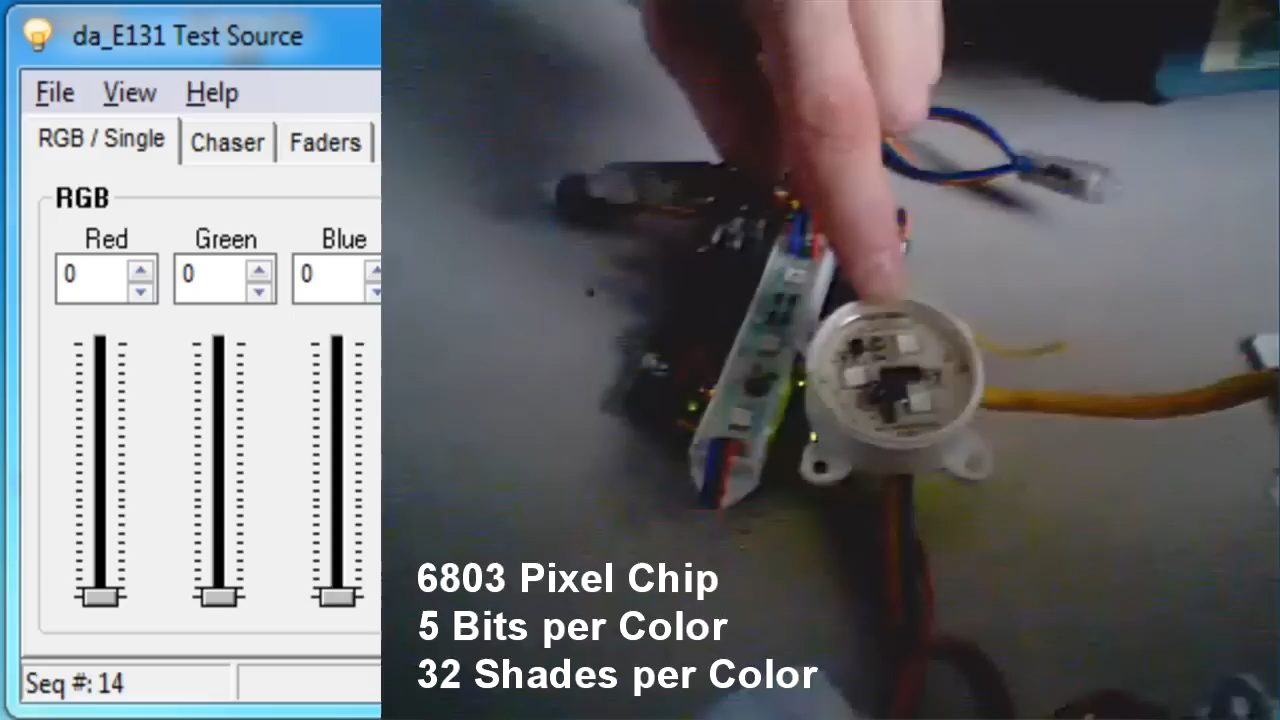 da_E131 Test Source
File View Help
RGB / Single Chaser Faders
RGB
Red Green Blue
0 0 0
Seq #: 14
6803 Pixel Chip
5 Bits per Color
32 Shades per Color